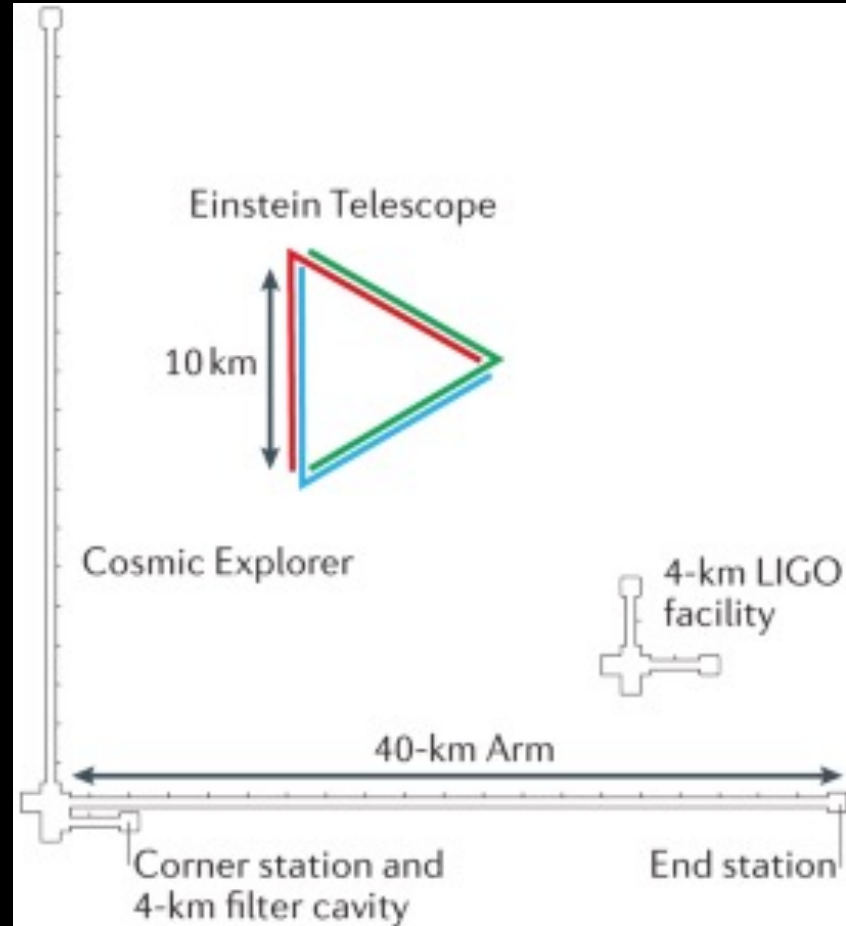 Einstein Telescope
10 km
Cosmic Explorer
4-km LIGO
facility
40-km Arm
Corner station and
4-km filter cavity
End station